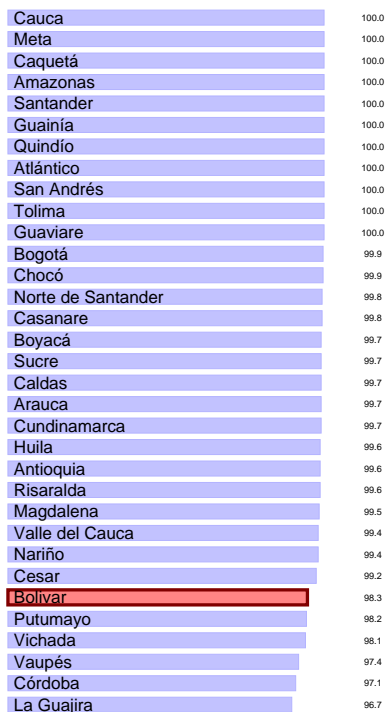 Cauca 100.0
Meta 100.0
Caquetá 100.0
Amazonas 100.0
Santander 100.0
Guainía 100.0
Quindío 100.0
Atlántico 100.0
San Andrés 100.0
Tolima 100.0
Guaviare 100.0
Bogotá 99.9
Chocó 99.9
Norte de Santander 99.8
Casanare 99.8
Boyacá 99.7
Sucre 99.7
Caldas 99.7
Arauca 99.7
Cundinamarca 99.7
Huila 99.6
Antioquia 99.6
Risaralda 99.6
Magdalena 99.5
Valle del Cauca 99.4
Nariño 99.4
Cesar 99.2
Bolivar 98.3
Putumayo 98.2
Vichada 98.1
Vaupés 97.4
Córdoba 97.1
La Guajira 96.7